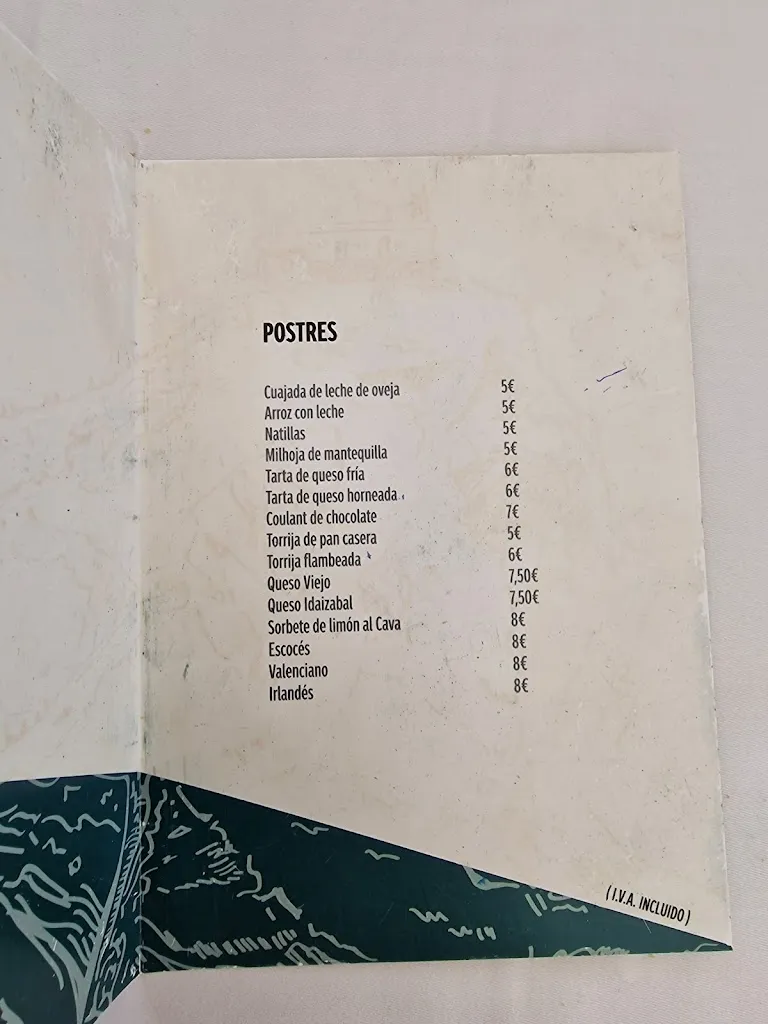 POSTRES
Cuajada de leche de oveja 5€
Arroz con leche 5€
Natillas 5€
Milhoja de mantequilla 5€
Tarta de queso fría 6€
Tarta de queso horneada 6€
Coulant de chocolate 7€
Torrija de pan casera 5€
Torrija flambeada 6€
Queso Viejo 7,50€
Queso Idaizabal 7,50€
Sorbete de limón al Cava 8€
Escocés 8€
Valenciano 8€
Irlandés 8€
(I.V.A. INCLUIDO)